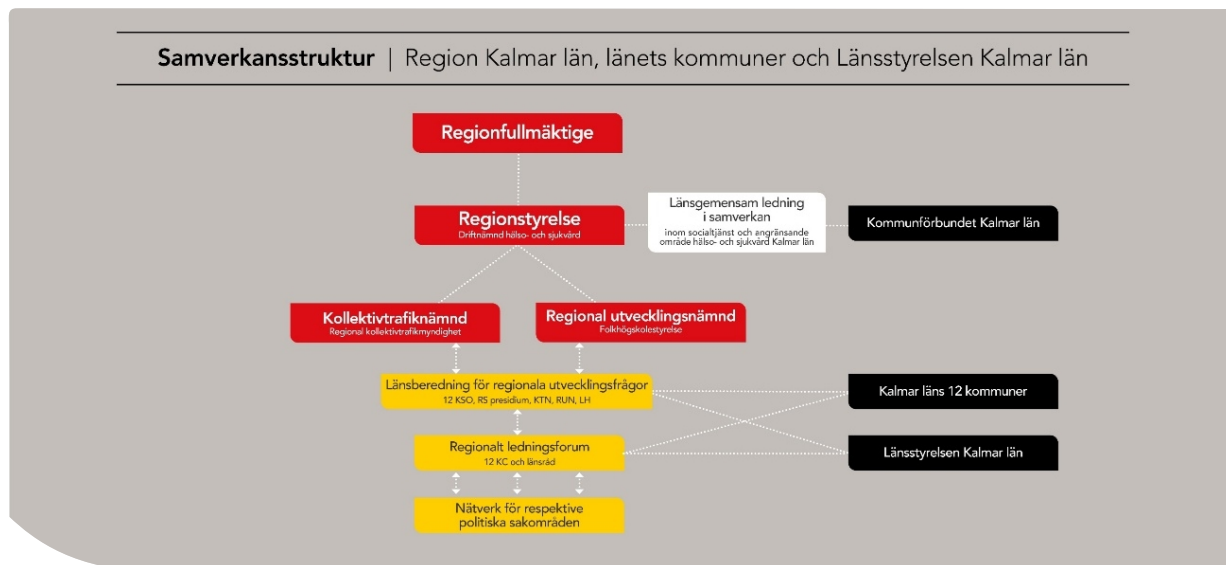 Samverkansstruktur | Region Kalmar län, länets kommuner och Länsstyrelsen Kalmar län
Regionfullmäktige
Regionstyrelse
Driftnämnd hälso- och sjukvård
Länsgemensam ledning
i samverkan
inom socialtjänst och angränsande
område hälso- och sjukvård Kalmar län
Kommunförbundet Kalmar län
Kollektivtrafiknämnd
Regional kollektivtrafikmyndighet
Regional utvecklingsnämnd
Folkhögskolestyrelse
Länsberedning för regionala utvecklingsfrågor
12 KSO, RS presidium, KTN, RUN, LH
Kalmar läns 12 kommuner
Regionalt ledningsforum
12 KC och länsråd
Länsstyrelsen Kalmar län
Nätverk för respektive
politiska sakområden